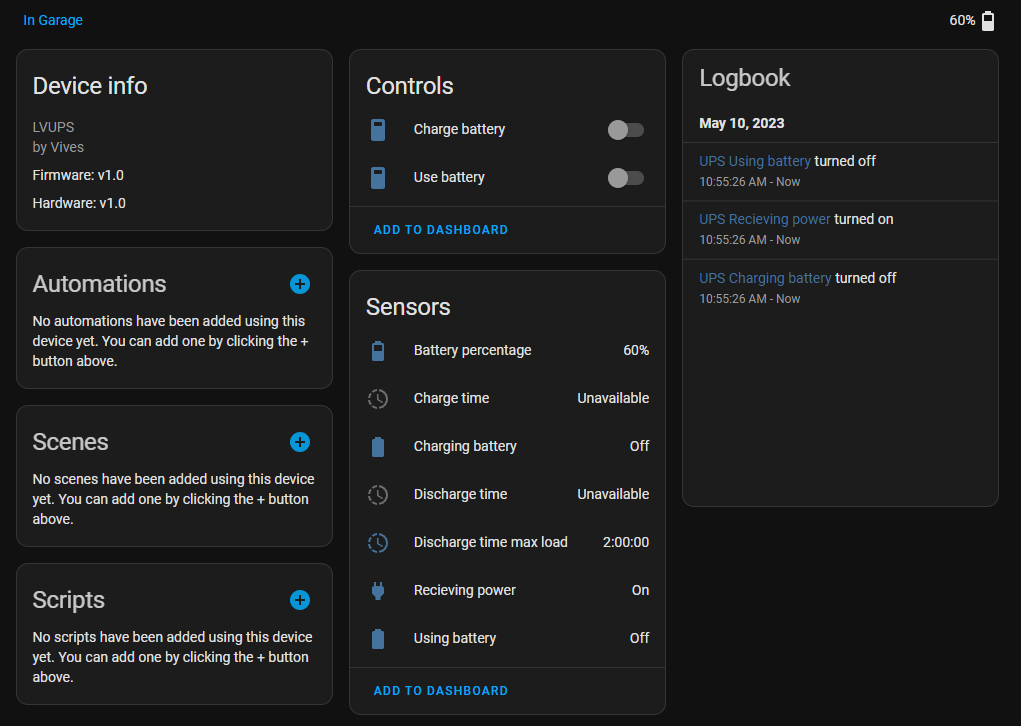 In Garage
60%
Device info
LVUPS
by Vives
Firmware: v1.0
Hardware: v1.0
Automations
No automations have been added using this
device yet. You can add one by clicking the +
button above.
Scenes
No scenes have been added using this device
yet. You can add one by clicking the + button
above.
Scripts
No scripts have been added using this device
yet. You can add one by clicking the + button
above.
Controls
Charge battery
Use battery
ADD TO DASHBOARD
Sensors
Battery percentage 60%
Charge time Unavailable
Charging battery Off
Discharge time Unavailable
Discharge time max load 2:00:00
Recieving power On
Using battery Off
ADD TO DASHBOARD
Logbook
May 10, 2023
UPS Using battery turned off
10:55:26 AM - Now
UPS Recieving power turned on
10:55:26 AM - Now
UPS Charging battery turned off
10:55:26 AM - Now